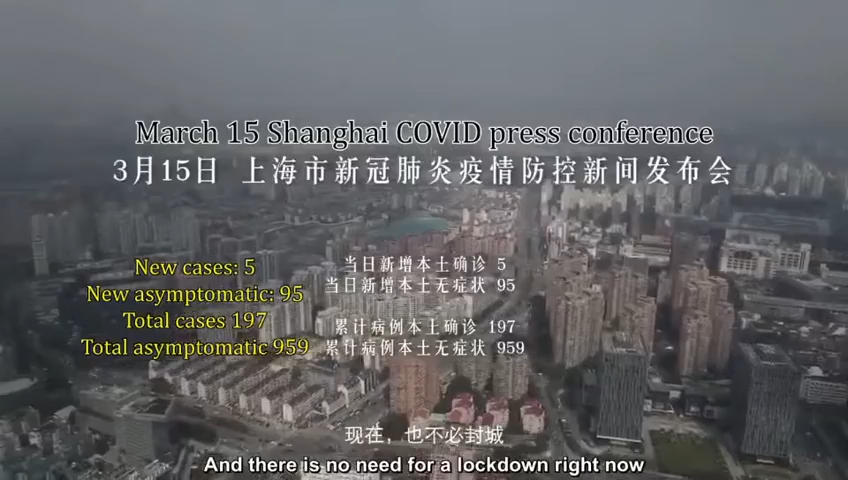 March 15 Shanghai COVID press conference
3月15日 上海市新冠肺炎疫情防控新闻发布会
New cases: 5
New asymptomatic: 95
Total cases 197
Total asymptomatic 959
当日新增本土确诊 5
当日新增本土无症状 95
累计病例本土确诊 197
累计病例本土无症状 959
现在，也不必封城
And there is no need for a lockdown right now